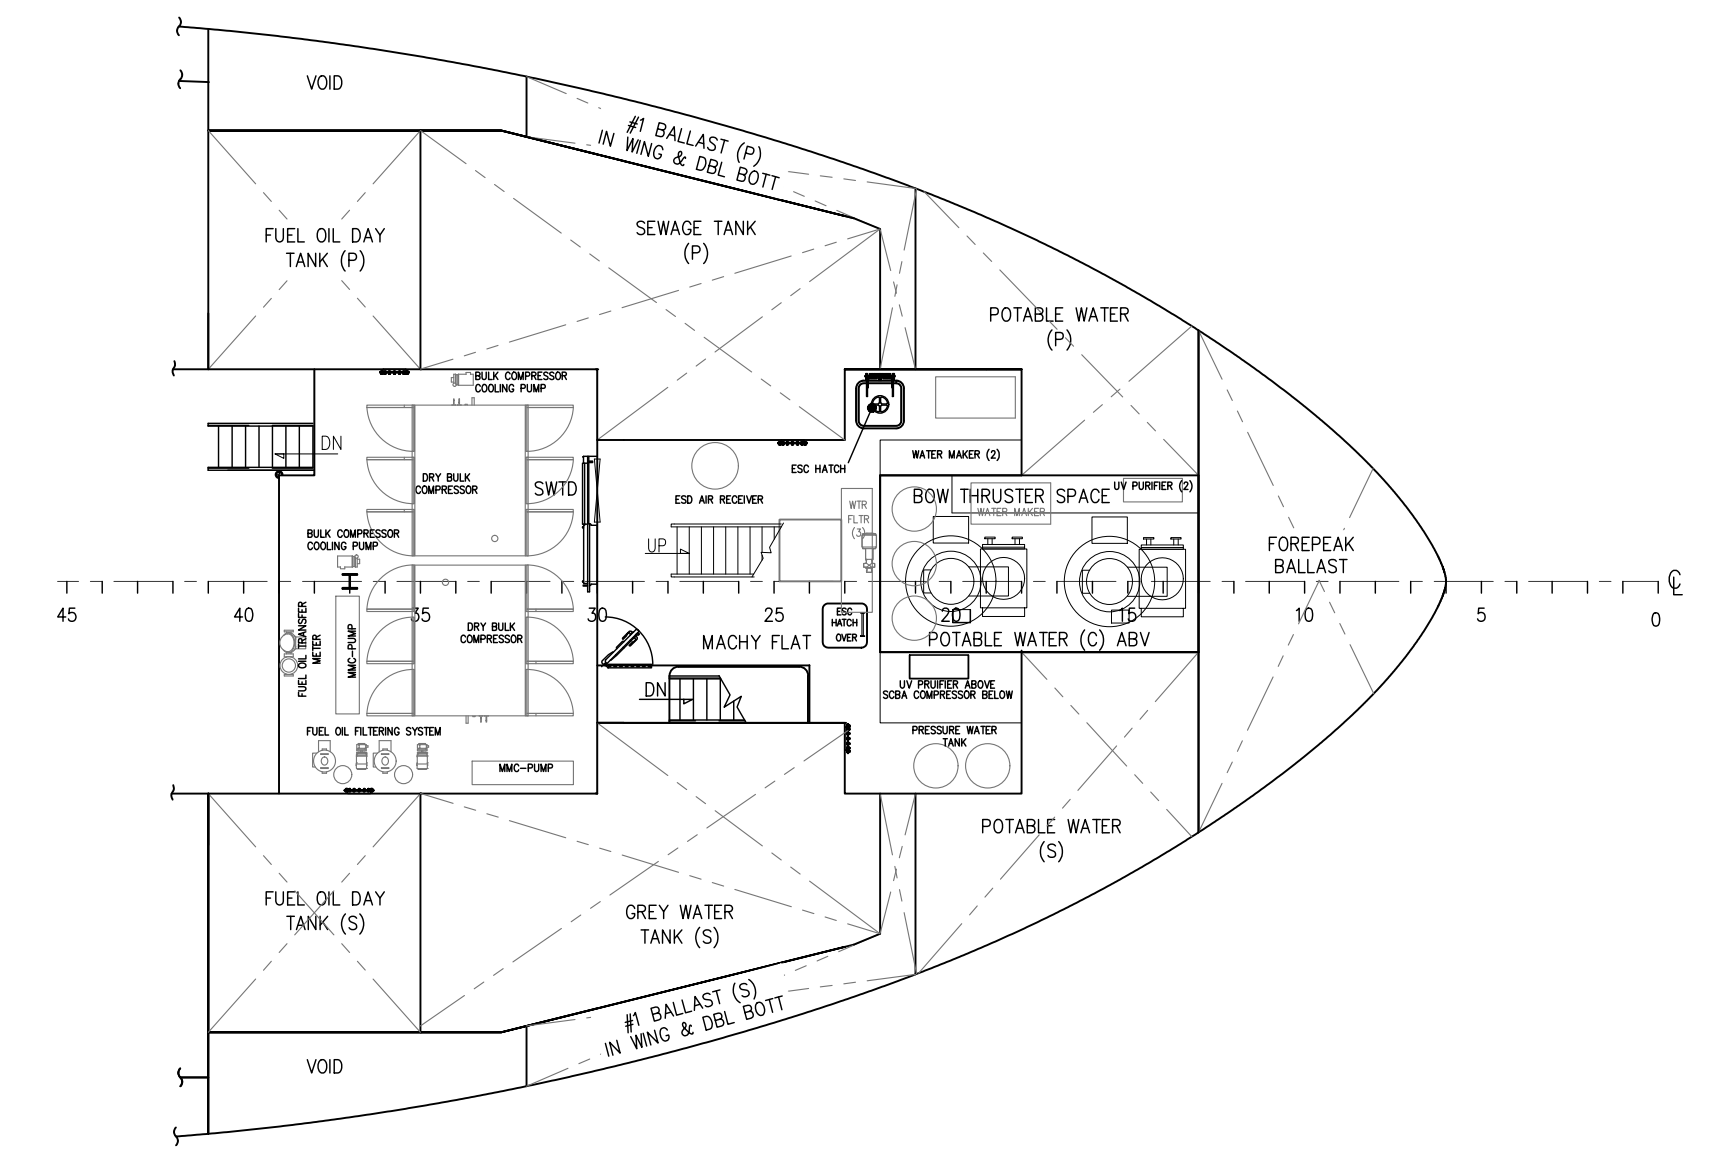 VOID
#1 BALLAST (P)
IN WING & DBL BOTT
FUEL OIL DAY
TANK (P)
SEWAGE TANK
(P)
POTABLE WATER
(P)
BULK COMPRESSOR
COOLING PUMP
DN
DRY BULK
COMPRESSOR
SWTD
ESD AIR RECEIVER
ESC HATCH
WATER MAKER (2)
UV PURIFIER (2)
BOW THRUSTER SPACE
WATER MAKER
WTR
FLTR
(3)
BULK COMPRESSOR
COOLING PUMP
UP
FOREPEAK
BALLAST
℄
45
40
35
30
25
20
15
10
5
0
FUEL OIL TRANSFER
METER
MMC-PUMP
DRY BULK
COMPRESSOR
MACHY FLAT
ESC
HATCH
OVER
POTABLE WATER (C) ABV
DN
UV PRUIFIER ABOVE
SCBA COMPRESSOR BELOW
FUEL OIL FILTERING SYSTEM
PRESSURE WATER
TANK
MMC-PUMP
POTABLE WATER
(S)
FUEL OIL DAY
TANK (S)
GREY WATER
TANK (S)
#1 BALLAST (S)
IN WING & DBL BOTT
VOID